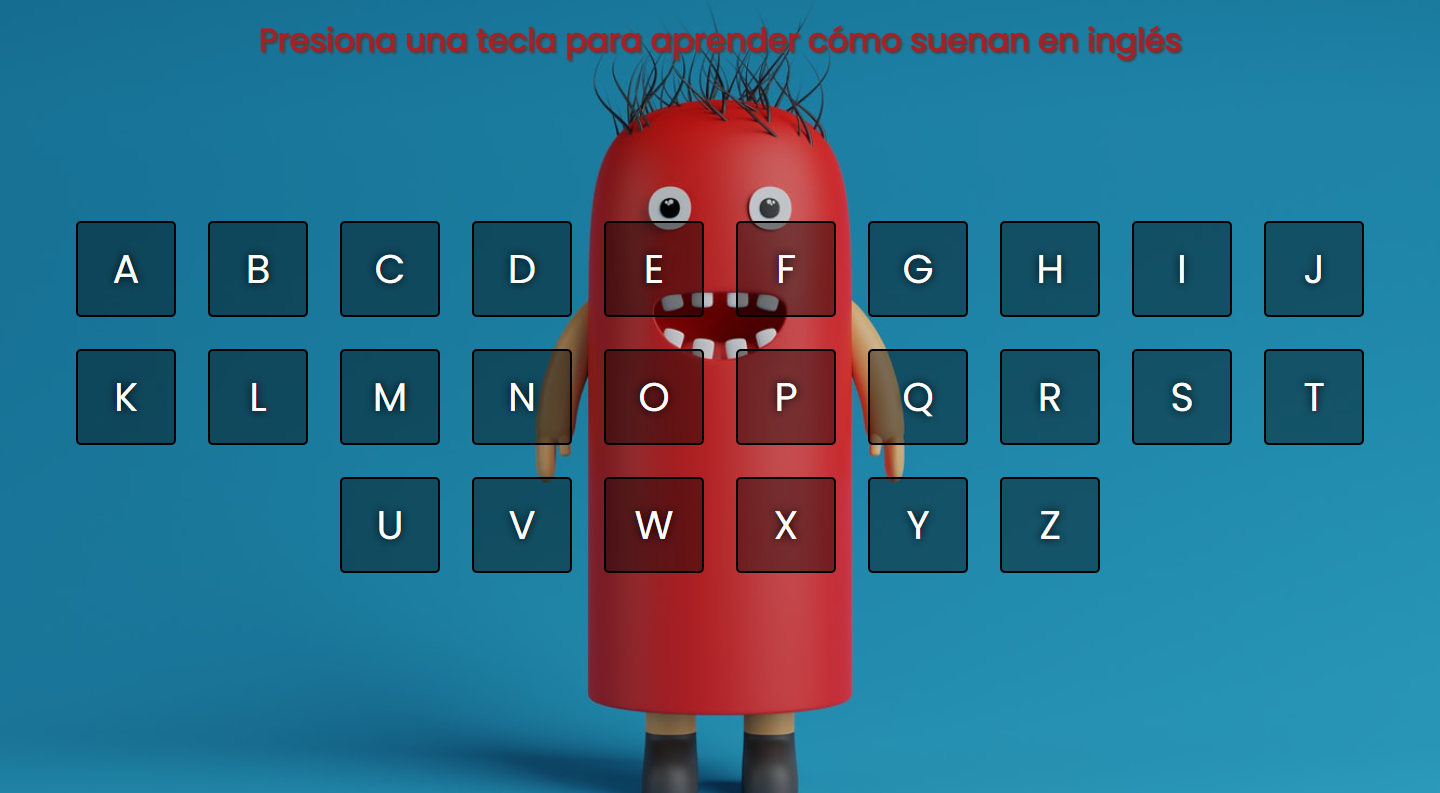 Presiona una tecla para aprender cómo suenan en inglés
A B C D E F G H I J
K L M N O P Q R S T
U V W X Y Z